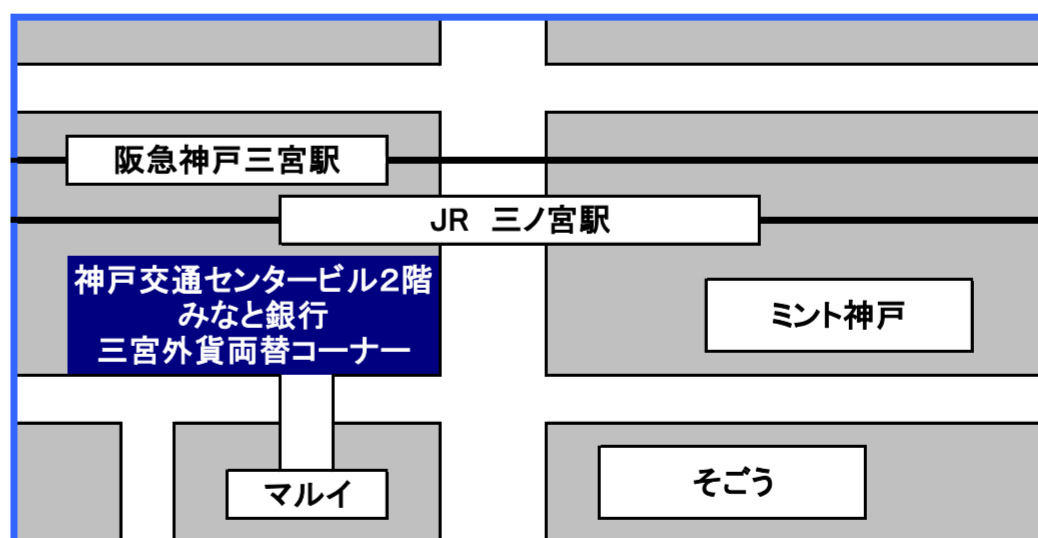 阪急神戸三宮駅
JR 三ノ宮駅
神戸交通センタービル２階
みなと銀行
三宮外貨両替コーナー
ミント神戸
マルイ
そごう